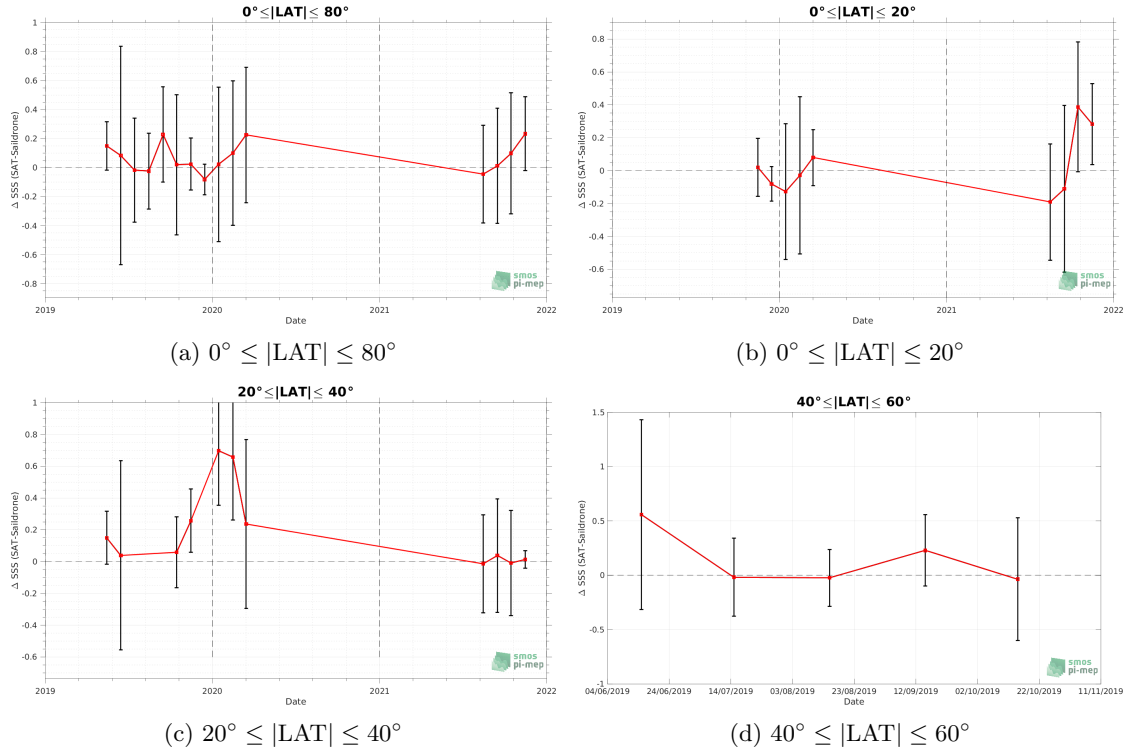 0°≤|LAT|≤ 80°
1
0.8
0.6
0.4
0.2
0
-0.2
-0.4
-0.6
-0.8
Δ SSS (SAT-Saildrone)
2019 2020 2021 2022
Date
smos
pi-mep
(a) 0° ≤ |LAT| ≤ 80°
0°≤|LAT|≤ 20°
0.8
0.6
0.4
0.2
0
-0.2
-0.4
-0.6
Δ SSS (SAT-Saildrone)
2019 2020 2021 2022
Date
smos
pi-mep
(b) 0° ≤ |LAT| ≤ 20°
20°≤|LAT|≤ 40°
1
0.8
0.6
0.4
0.2
0
-0.2
-0.4
-0.6
Δ SSS (SAT-Saildrone)
2019 2020 2021 2022
Date
smos
pi-mep
(c) 20° ≤ |LAT| ≤ 40°
40°≤|LAT|≤ 60°
1.5
1
0.5
0
-0.5
-1
Δ SSS (SAT-Saildrone)
04/06/2019 24/06/2019 14/07/2019 03/08/2019 23/08/2019 12/09/2019 02/10/2019 22/10/2019 11/11/2019
Date
smos
pi-mep
(d) 40° ≤ |LAT| ≤ 60°